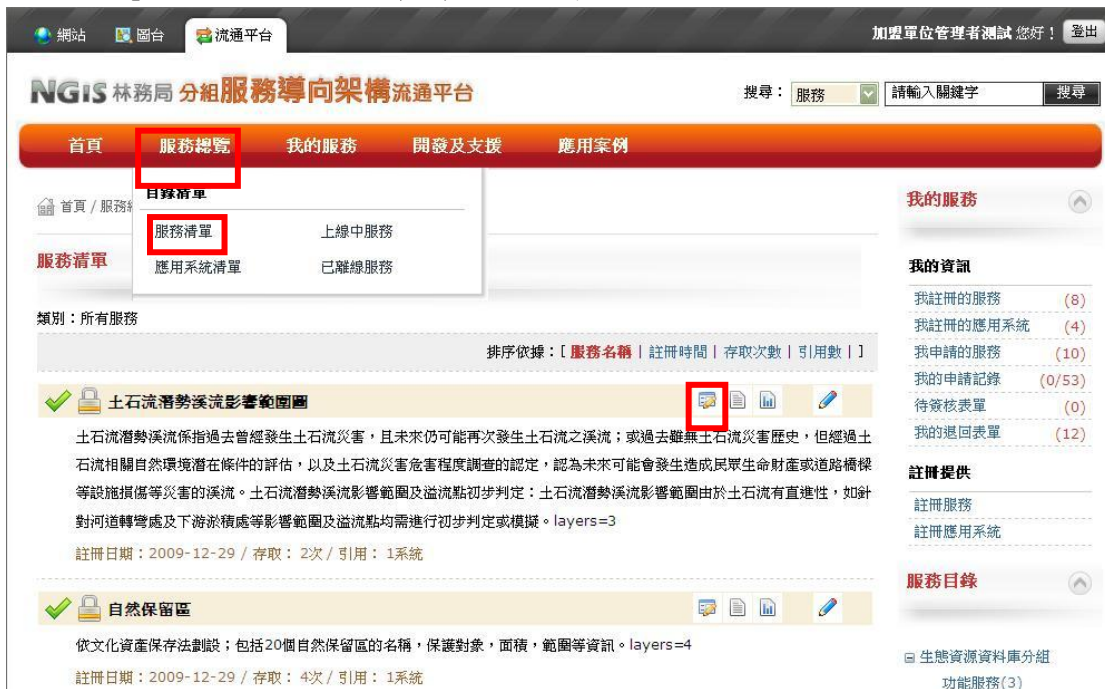 網站 圖台 流通平台 加盟單位管理者測試 您好！ 登出
NGIS 林務局 分組服務導向架構流通平台 搜尋： 服務 請輸入關鍵字 搜尋
首頁 服務總覽 我的服務 開發及支援 應用案例
目錄清單
首頁 / 服務
服務清單 上線中服務
應用系統清單 已離線服務
服務清單
類別：所有服務
排序依據：[ 服務名稱 | 註冊時間 | 存取次數 | 引用數 | ]
土石流潛勢溪流影響範圍圖
土石流潛勢溪流係指過去曾經發生土石流災害，且未來仍可能再次發生土石流之溪流；或過去雖無土石流災害歷史，但經過土
石流相關自然環境潛在條件的評估，以及土石流災害危害程度調查的認定，認為未來可能會發生造成民眾生命財產或道路橋樑
等設施損傷等災害的溪流。土石流潛勢溪流影響範圍及溢流點初步判定：土石流潛勢溪流影響範圍由於土石流有直進性，如針
對河道轉彎處及下游淤積處等影響範圍及溢流點均需進行初步判定或模擬。layers=3
註冊日期：2009-12-29 / 存取： 2次 / 引用： 1系統
自然保留區
依文化資產保存法劃設；包括20個自然保留區的名稱，保護對象，面積，範圍等資訊。layers=4
註冊日期：2009-12-29 / 存取： 4次 / 引用： 1系統
我的服務
我的資訊
我註冊的服務 (8)
我註冊的應用系統 (4)
我申請的服務 (10)
我的申請記錄 (0/53)
待簽核表單 (0)
我的退回表單 (12)
註冊提供
註冊服務
註冊應用系統
服務目錄
生態資源資料庫分組
功能服務(3)